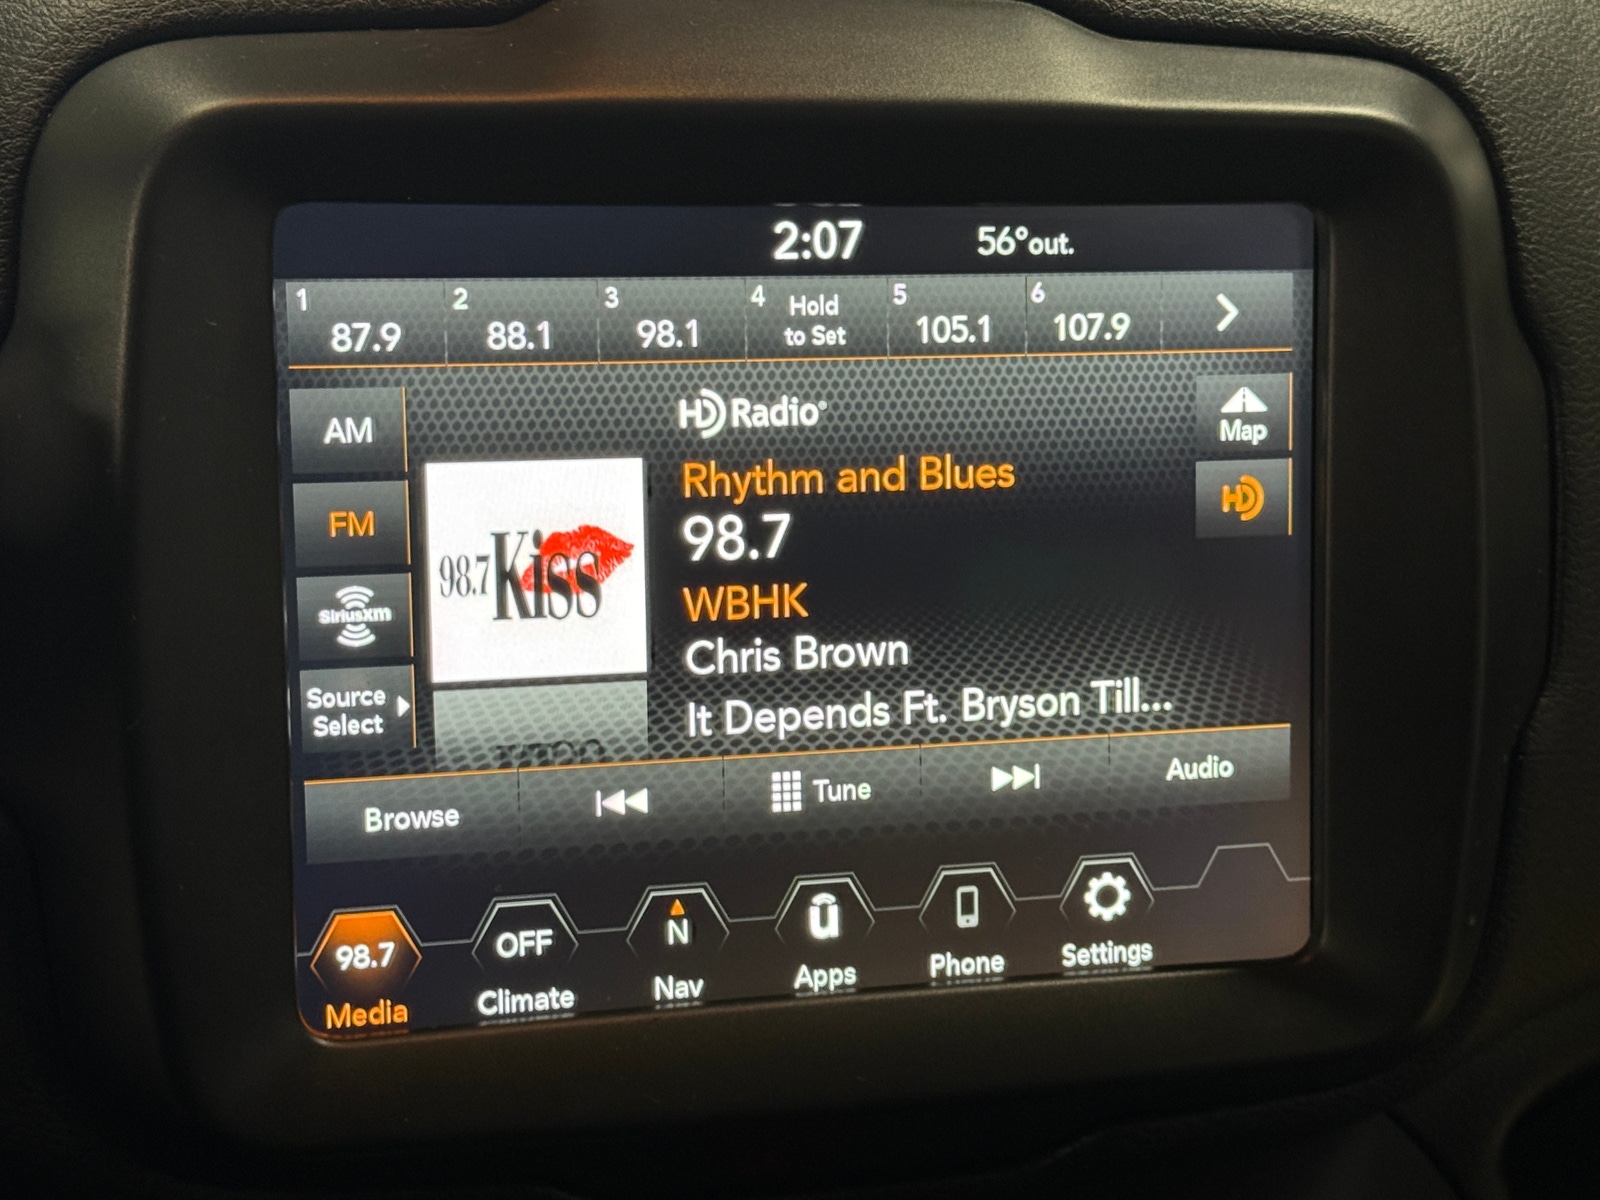 2:07 56°out.
1 2 3 4 Hold 5 6
87.9 88.1 98.1 to Set 105.1 107.9
AM
HD Radio®
Map
Rhythm and Blues
HD
FM
98.7
98.7 Kiss
WBHK
SiriusXM
Chris Brown
Source
Select
It Depends Ft. Bryson Till...
Browse Tune Audio
98.7 OFF N u
Media Climate Nav Apps Phone Settings